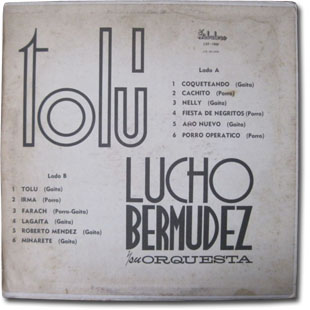 tolú
Lado A
1 COQUETEANDO (Gaita)
2 CACHITO (Porro)
3 NELLY (Gaita)
4 FIESTA DE NEGRITOS (Porro)
5 AÑO NUEVO (Gaita)
6 PORRO OPERATICO (Porro)
Lado B
1 TOLU (Gaita)
2 IRMA (Porro)
3 FARACH (Porro-Gaita)
4 LAGAITA (Gaita)
5 ROBERTO MENDEZ (Gaita)
6 MINARETE (Gaita)
LUCHO
BERMUDEZ
y su ORQUESTA